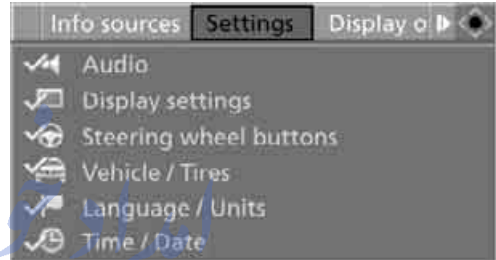 Info sources Settings Display o
Audio
Display settings
Steering wheel buttons
Vehicle / Tires
Language / Units
Time / Date